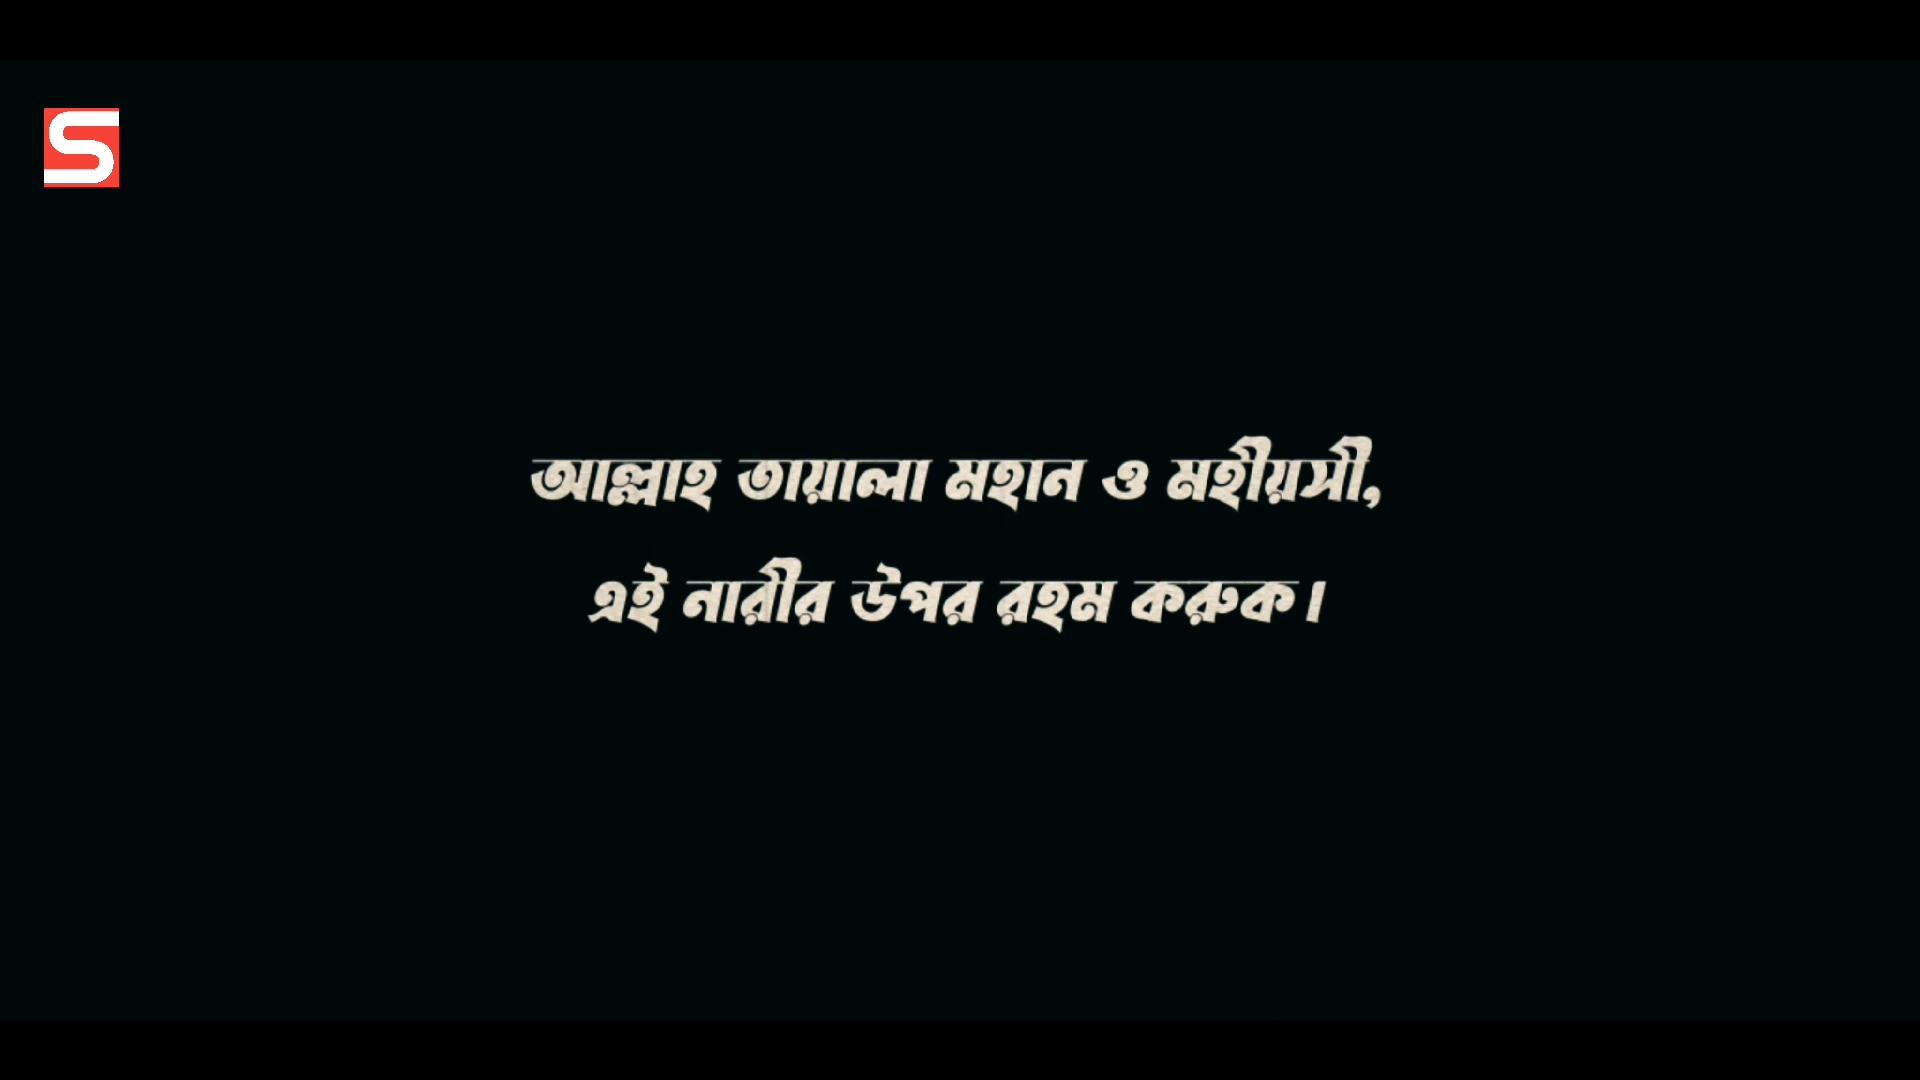 S
আল্লাহ তায়ালা মহান ও মহীয়সী,
এই নারীর উপর রহম করুক।